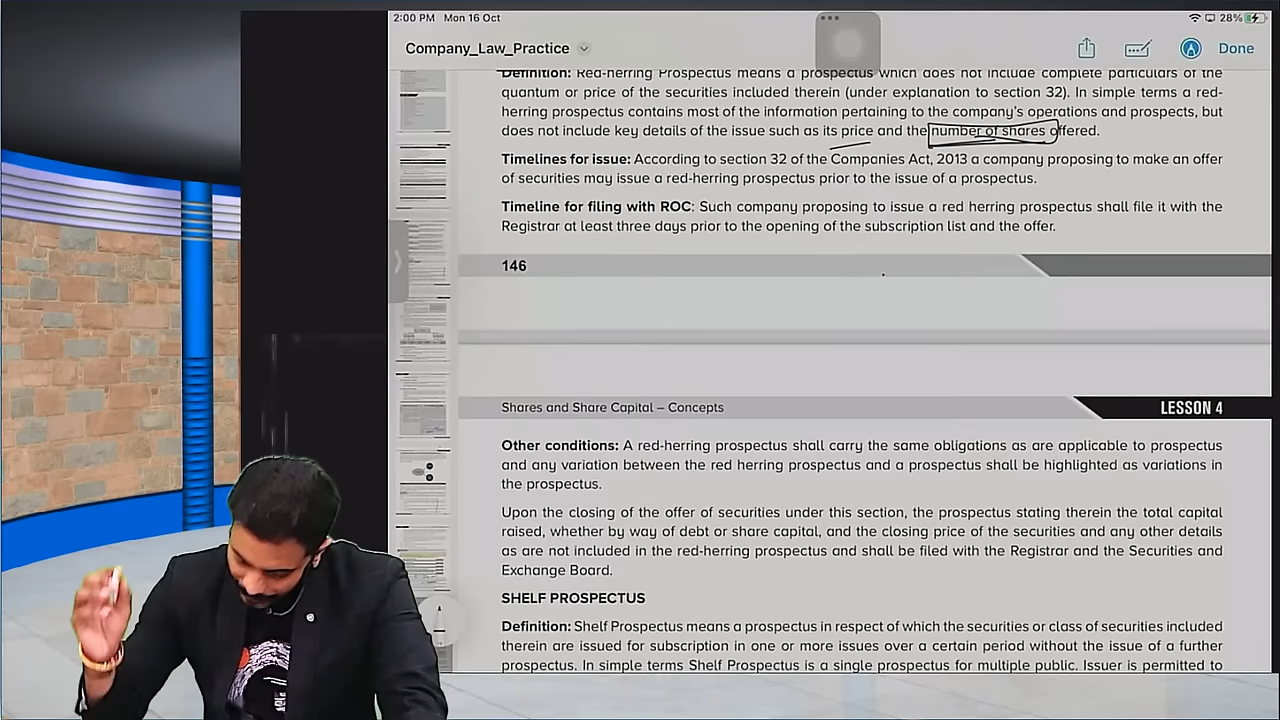 2:00 PM Mon 16 Oct
28%
Company_Law_Practice
Done
Definition: Red-herring Prospectus means a prospectus which does not include complete particulars of the
quantum or price of the securities included therein (under explanation to section 32). In simple terms a red-
herring prospectus contains most of the information pertaining to the company's operations and prospects, but
does not include key details of the issue such as its price and the number of shares offered.
Timelines for issue: According to section 32 of the Companies Act, 2013 a company proposing to make an offer
of securities may issue a red-herring prospectus prior to the issue of a prospectus.
Timeline for filing with ROC: Such company proposing to issue a red herring prospectus shall file it with the
Registrar at least three days prior to the opening of the subscription list and the offer.
146
Shares and Share Capital – Concepts
LESSON 4
Other conditions: A red-herring prospectus shall carry the same obligations as are applicable to prospectus
and any variation between the red herring prospectus and a prospectus shall be highlighted as variations in
the prospectus.
Upon the closing of the offer of securities under this section, the prospectus stating therein the total capital
raised, whether by way of debt or share capital, and the closing price of the securities and any other details
as are not included in the red-herring prospectus and shall be filed with the Registrar and the Securities and
Exchange Board.
SHELF PROSPECTUS
Definition: Shelf Prospectus means a prospectus in respect of which the securities or class of securities included
therein are issued for subscription in one or more issues over a certain period without the issue of a further
prospectus. In simple terms Shelf Prospectus is a single prospectus for multiple public. Issuer is permitted to